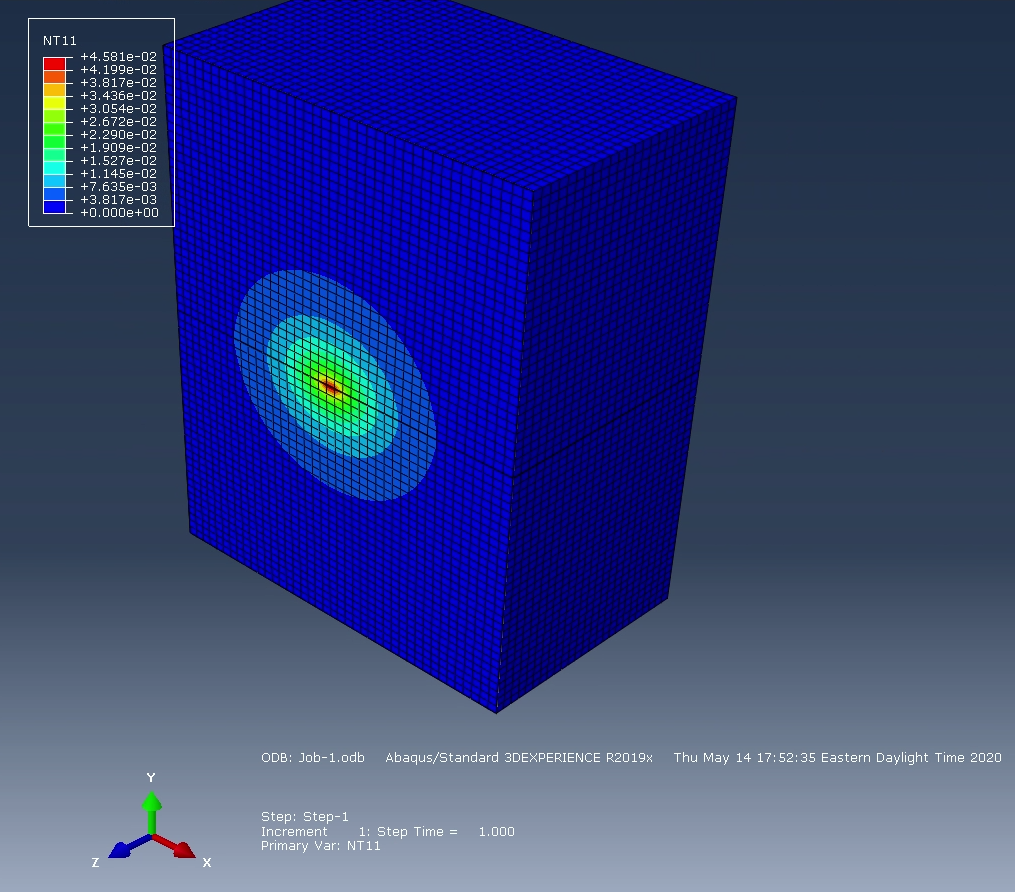 NT11
+4.581e-02
+4.199e-02
+3.817e-02
+3.436e-02
+3.054e-02
+2.672e-02
+2.290e-02
+1.909e-02
+1.527e-02
+1.145e-02
+7.635e-03
+3.817e-03
+0.000e+00
ODB: Job-1.odb Abaqus/Standard 3DEXPERIENCE R2019x Thu May 14 17:52:35 Eastern Daylight Time 2020
Y
Z
X
Step: Step-1
Increment 1: Step Time = 1.000
Primary Var: NT11